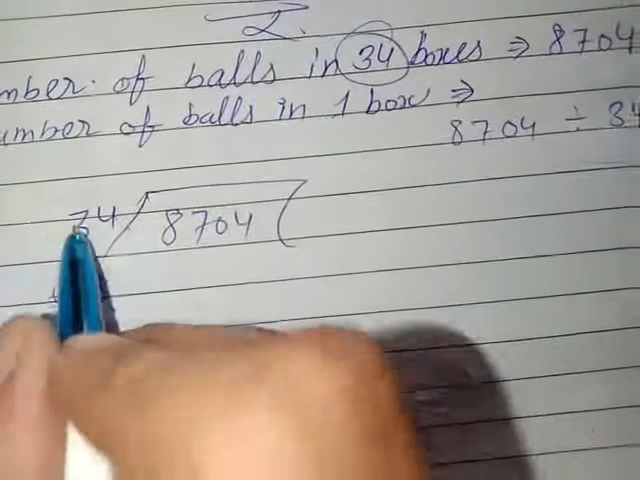 2.
mber. of balls in 34 boxes ⇒ 8704
umber of balls in 1 box ⇒
8704 ÷ 34
34 8704